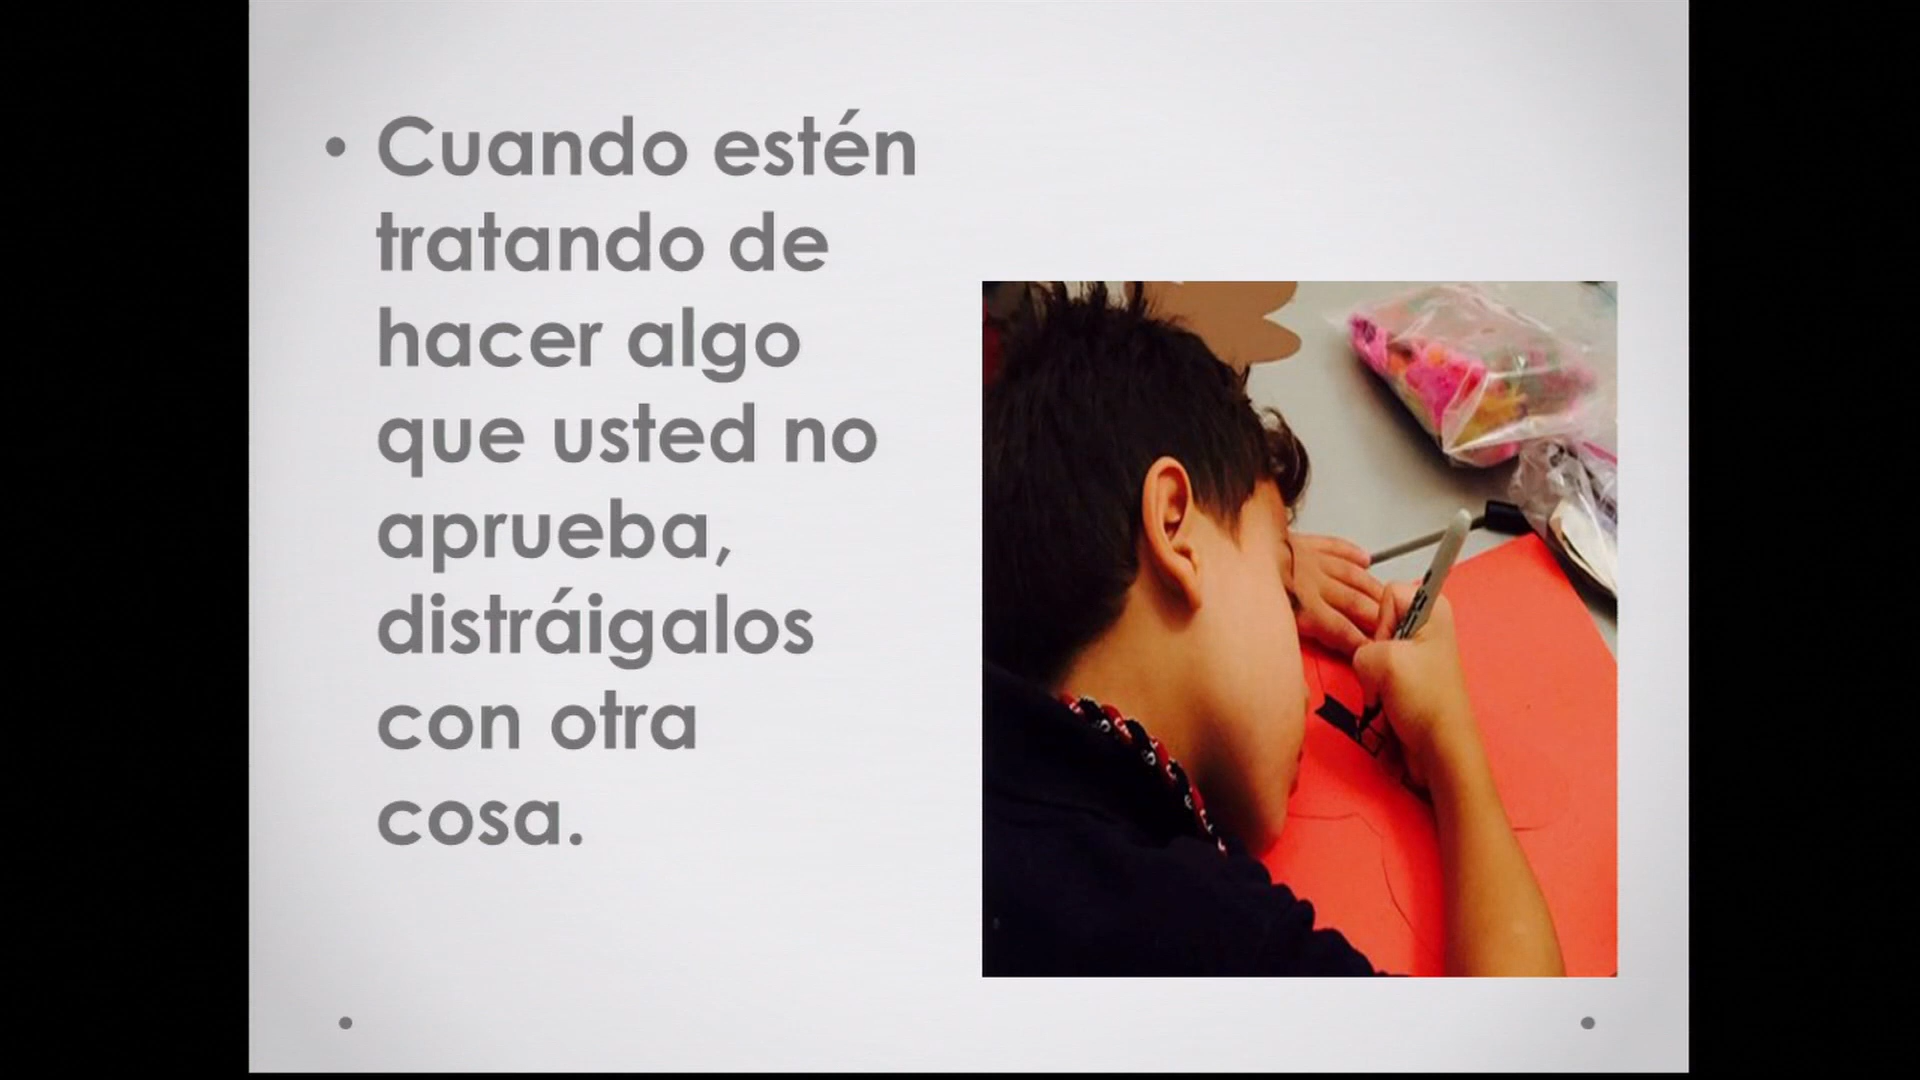 • Cuando estén
tratando de
hacer algo
que usted no
aprueba,
distráigalos
con otra
cosa.